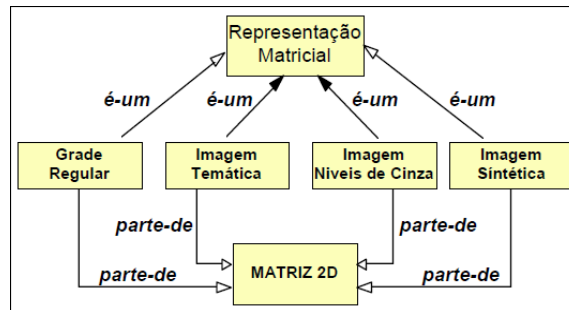 Representação
Matricial
é-um
é-um
é-um
é-um
Grade
Regular
Imagem
Temática
Imagem
Niveis de Cinza
Imagem
Síntética
parte-de
parte-de
parte-de
MATRIZ 2D
parte-de